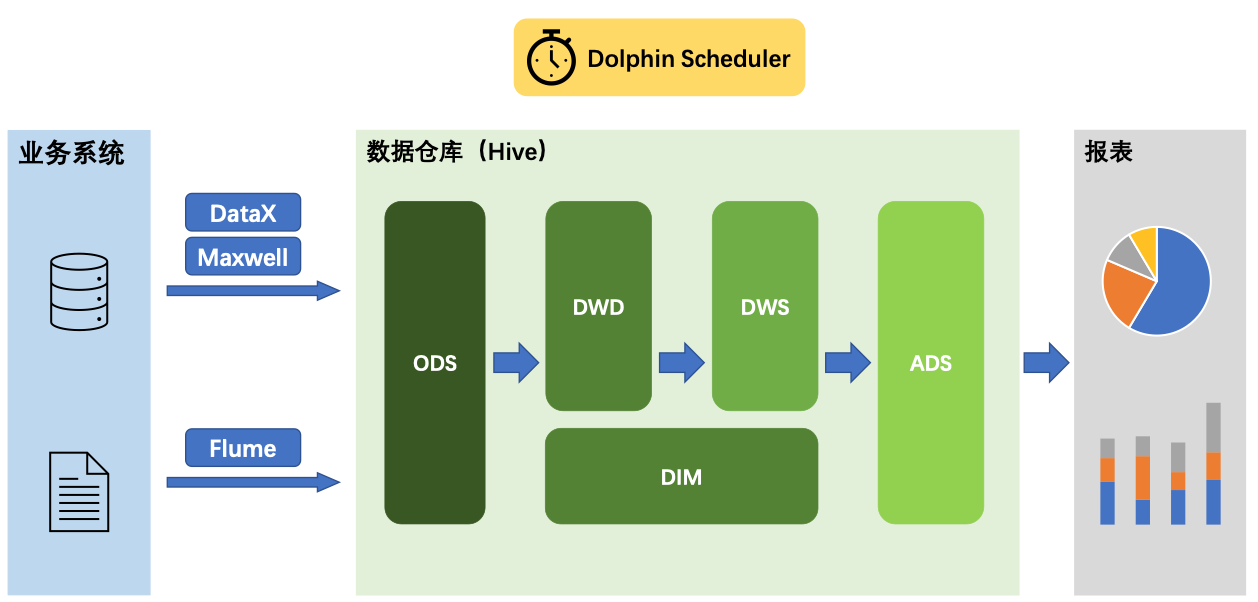 Dolphin Scheduler
业务系统
DataX
Maxwell
Flume
数据仓库（Hive）
ODS
DWD
DWS
DIM
ADS
报表